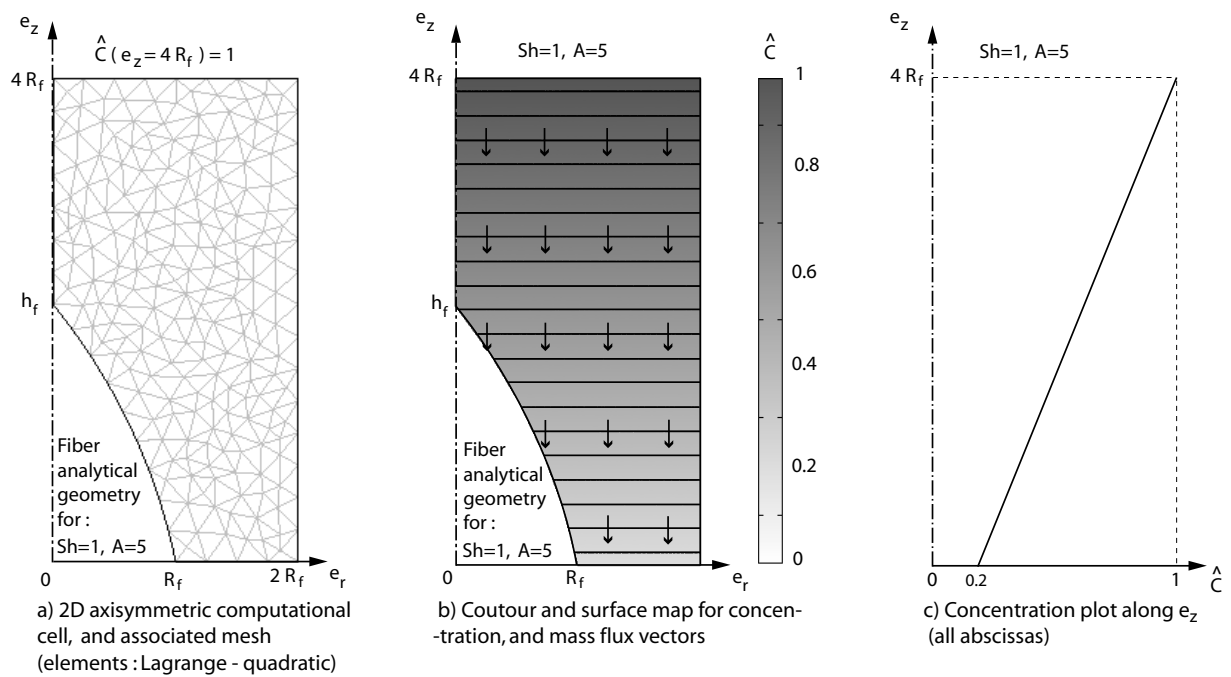 e_z
Ĉ ( e_z = 4 R_f ) = 1
4 R_f
h_f
Fiber
analytical
geometry
for :
Sh=1, A=5
0
R_f
2 R_f
e_r
a) 2D axisymmetric computational
cell, and associated mesh
(elements : Lagrange - quadratic)
e_z
Sh=1, A=5
Ĉ
4 R_f
1
0.8
0.6
0.4
0.2
0
h_f
Fiber
analytical
geometry
for :
Sh=1, A=5
0
R_f
e_r
b) Coutour and surface map for concen-
-tration, and mass flux vectors
e_z
Sh=1, A=5
4 R_f
0
0.2
1
Ĉ
c) Concentration plot along e_z
(all abscissas)